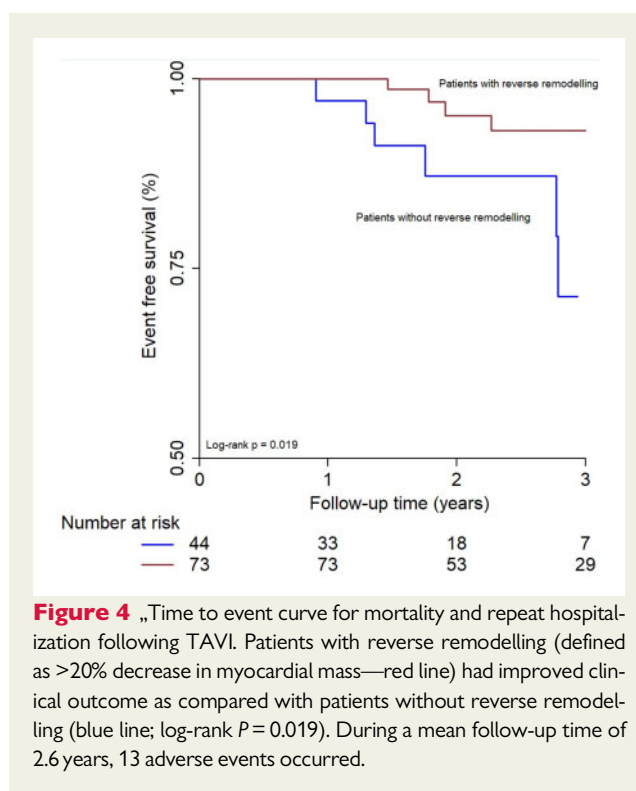 1.00
Patients with reverse remodelling
Event free survival (%)
0.75
Patients without reverse remodelling
0.50
Log-rank p = 0.019
0 1 2 3
Follow-up time (years)
Number at risk
44 33 18 7
73 73 53 29
Figure 4 „Time to event curve for mortality and repeat hospital-
ization following TAVI. Patients with reverse remodelling (defined
as >20% decrease in myocardial mass—red line) had improved clin-
ical outcome as compared with patients without reverse remodel-
ling (blue line; log-rank P = 0.019). During a mean follow-up time of
2.6 years, 13 adverse events occurred.